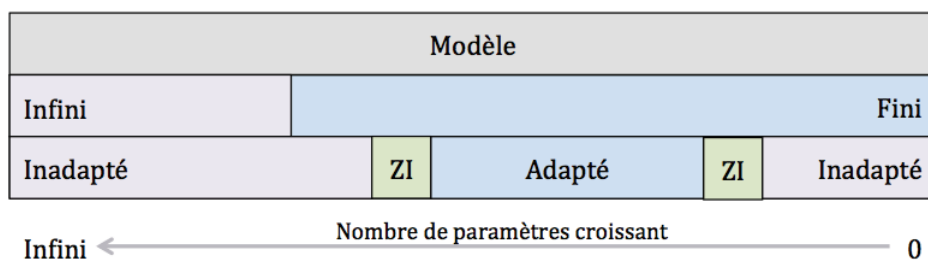 Modèle
Infini Fini
Inadapté ZI Adapté ZI Inadapté
Nombre de paramètres croissant
Infini 0